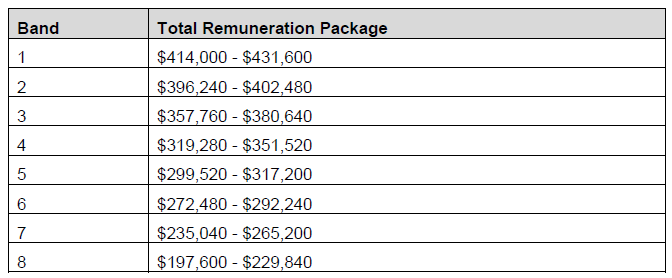 Band Total Remuneration Package
1 $414,000 - $431,600
2 $396,240 - $402,480
3 $357,760 - $380,640
4 $319,280 - $351,520
5 $299,520 - $317,200
6 $272,480 - $292,240
7 $235,040 - $265,200
8 $197,600 - $229,840